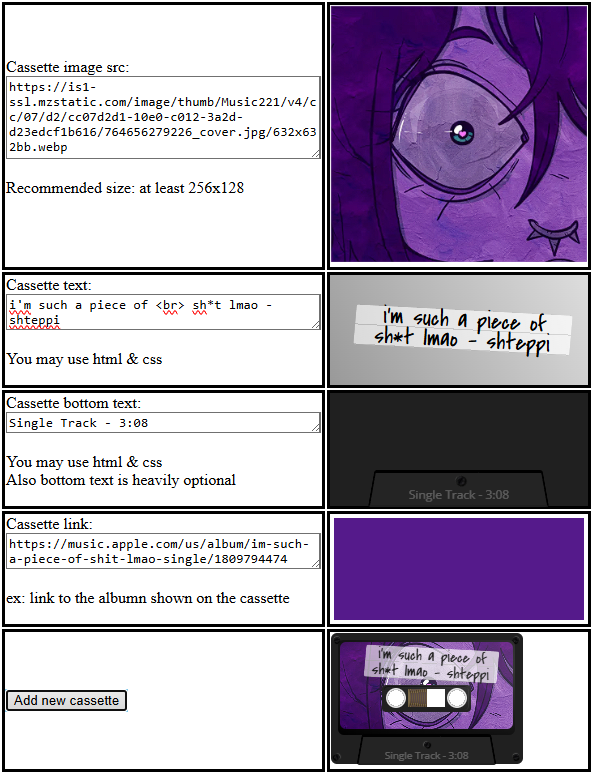 Cassette image src:
https://is1-
ssl.mzstatic.com/image/thumb/Music221/v4/c
c/07/d2/cc07d2d1-10e0-c012-3a2d-
d23edcf1b616/764656279226_cover.jpg/632x63
2bb.webp
Recommended size: at least 256x128
Cassette text:
i'm such a piece of <br> sh*t lmao -
shteppi
You may use html & css
i'm such a piece of
sh*t lmao - shteppi
Cassette bottom text:
Single Track - 3:08
You may use html & css
Also bottom text is heavily optional
Single Track - 3:08
Cassette link:
https://music.apple.com/us/album/im-such-
a-piece-of-shit-lmao-single/1809794474
ex: link to the albumn shown on the cassette
Add new cassette
i'm such a piece of
sh*t lmao - shteppi
Single Track - 3:08